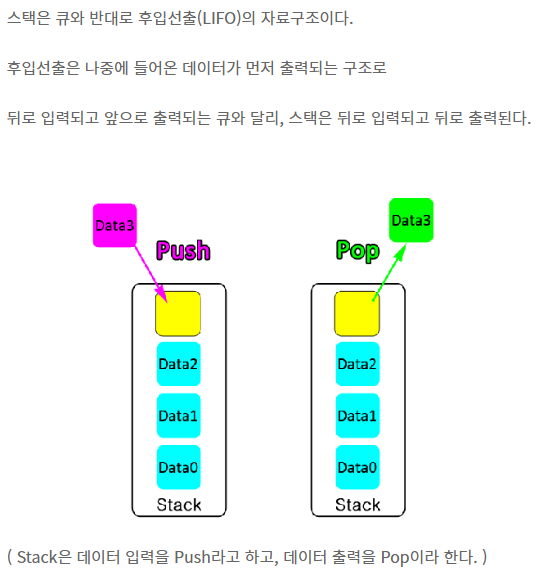 스택은 큐와 반대로 후입선출(LIFO)의 자료구조이다.
후입선출은 나중에 들어온 데이터가 먼저 출력되는 구조로
뒤로 입력되고 앞으로 출력되는 큐와 달리, 스택은 뒤로 입력되고 뒤로 출력된다.
Data3
Push
Data2
Data1
Data0
Stack
Data3
Pop
Data2
Data1
Data0
Stack
( Stack은 데이터 입력을 Push라고 하고, 데이터 출력을 Pop이라 한다. )